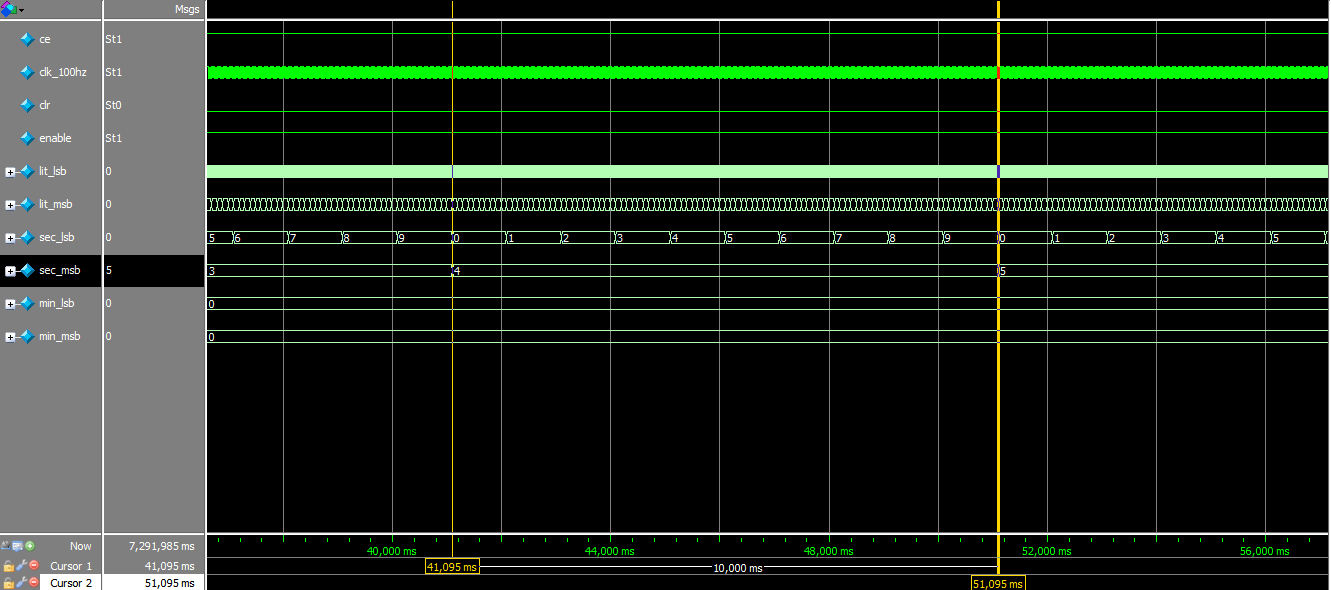 Msgs
ce St1
clk_100hz St1
clr St0
enable St1
lit_lsb 0
lit_msb 0 0 0
sec_lsb 0 5 6 7 8 9 0 1 2 3 4 5 6 7 8 9 0 1 2 3 4 5
sec_msb 5 3 4 5
min_lsb 0 0
min_msb 0 0
Now 7,291,985 ms 40,000 ms 44,000 ms 48,000 ms 52,000 ms 56,000 ms
Cursor 1 41,095 ms 41,095 ms 10,000 ms
Cursor 2 51,095 ms 51,095 ms